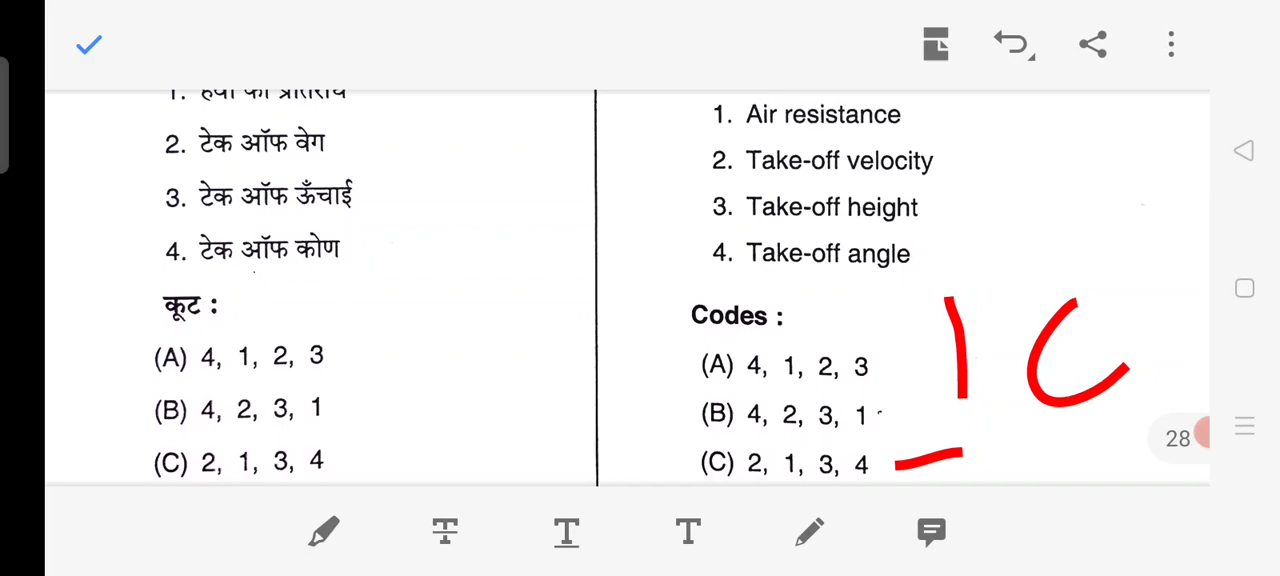 2. टेक ऑफ वेग
3. टेक ऑफ ऊँचाई
4. टेक ऑफ कोण
कूट :
(A) 4, 1, 2, 3
(B) 4, 2, 3, 1
(C) 2, 1, 3, 4
1. Air resistance
2. Take-off velocity
3. Take-off height
4. Take-off angle
Codes :
(A) 4, 1, 2, 3
(B) 4, 2, 3, 1
(C) 2, 1, 3, 4
1 C
28
T T T